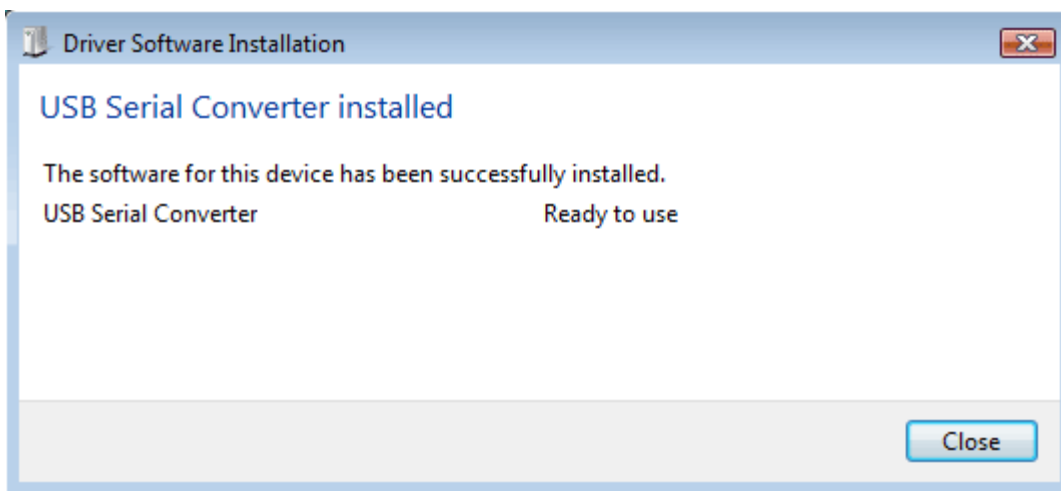 Driver Software Installation
USB Serial Converter installed
The software for this device has been successfully installed.
USB Serial Converter Ready to use
Close